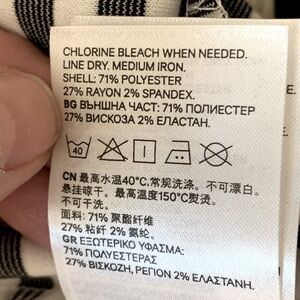 CHLORINE BLEACH WHEN NEEDED.
LINE DRY. MEDIUM IRON.
SHELL: 71% POLYESTER
27% RAYON 2% SPANDEX.
BG ВЪНШНА ЧАСТ: 71% ПОЛИЕСТЕР
27% ВИСКОЗА 2% ЕЛАСТАН.
40
CN 最高水温40°C,常规洗涤。不可漂白。
悬挂晾干。最高温度150°C熨烫。
不可干洗。
面料: 71% 聚酯纤维
27% 粘纤 2% 氨纶。
GR ΕΞΩΤΕΡΙΚΟ ΥΦΑΣΜΑ:
71% ΠΟΛΥΕΣΤΕΡΑΣ
27% ΒΙΣΚΟΖΗ, ΡΕΓΙΟΝ 2% ΕΛΑΣΤΑΝΗ.